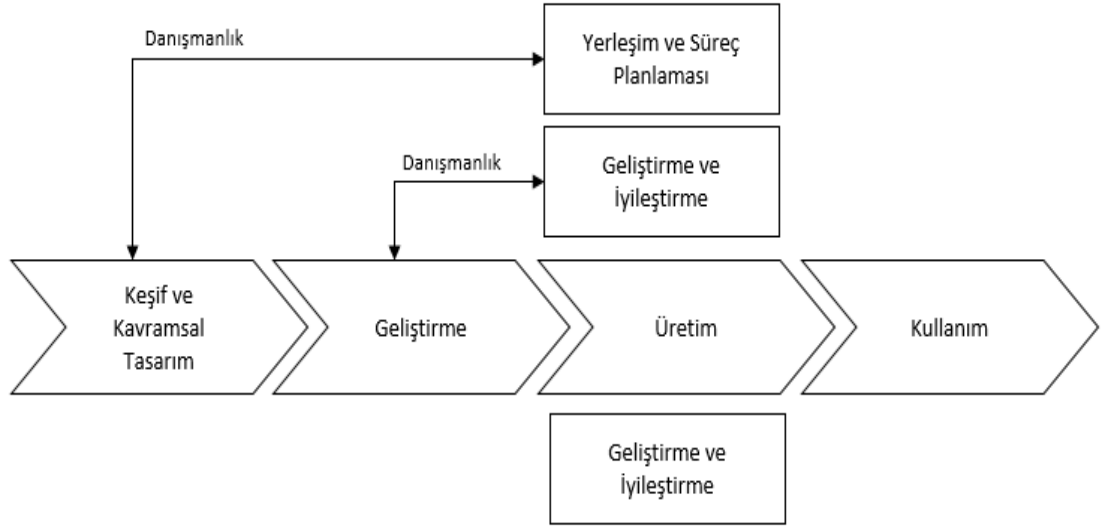 Danışmanlık
Yerleşim ve Süreç
Planlaması
Danışmanlık
Geliştirme ve
İyileştirme
Keşif ve
Kavramsal
Tasarım
Geliştirme
Üretim
Kullanım
Geliştirme ve
İyileştirme